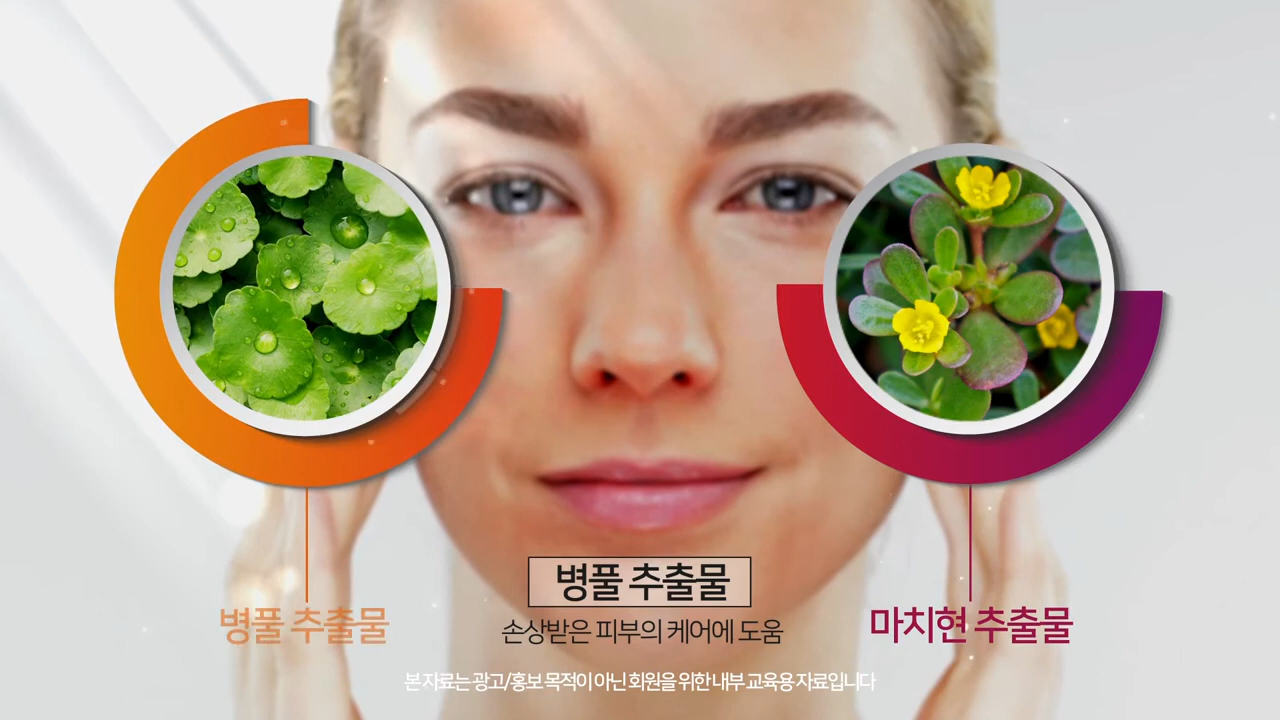 병풀 추출물
손상받은 피부의 케어에 도움
병풀 추출물
마치현 추출물
본 자료는 광고/홍보 목적이 아닌 회원을 위한 내부 교육용 자료입니다